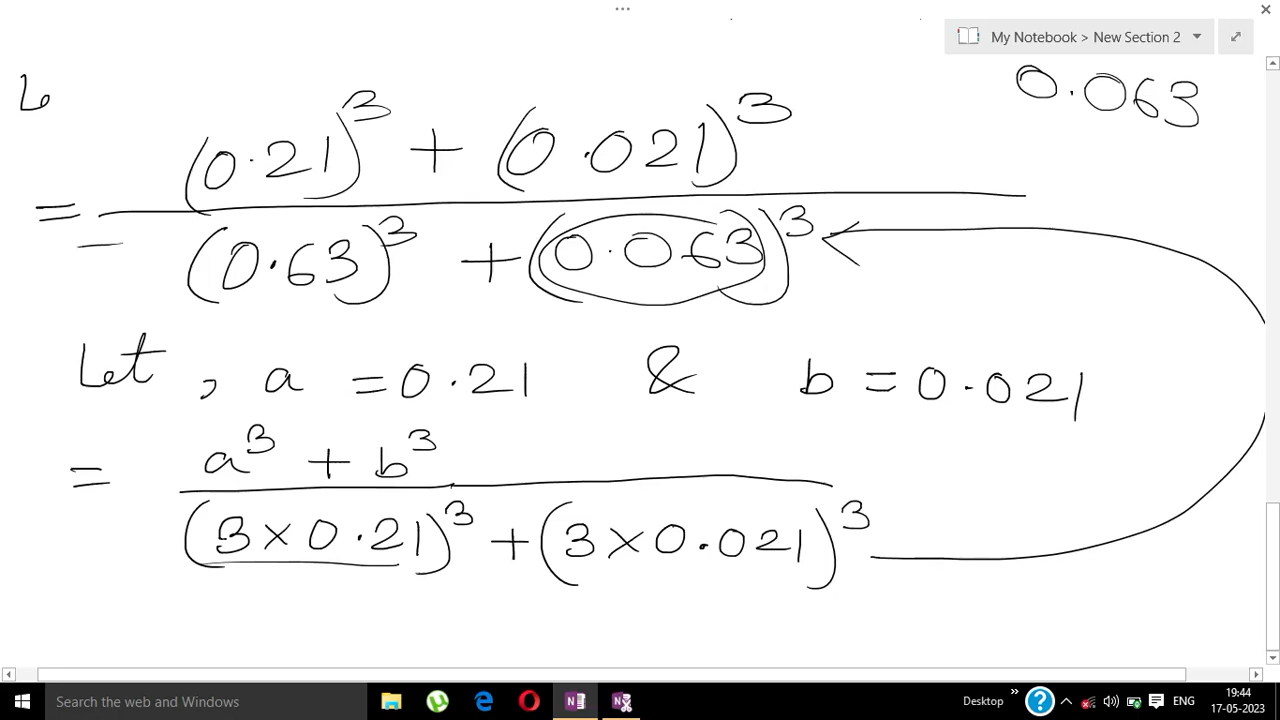 ...
My Notebook > New Section 2
6
0.063
(0.21)³ + (0.021)³
=
(0.63)³ + (0.063)³
Let, a = 0.21 & b = 0.021
= a³ + b³
(3×0.21)³ + (3×0.021)³
Search the web and Windows
Desktop » ENG 19:44
17-05-2023